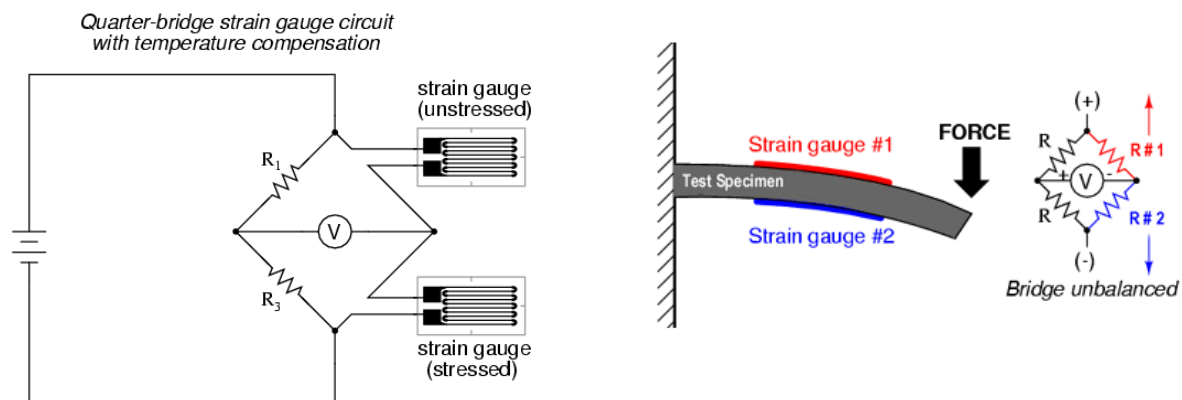 Quarter-bridge strain gauge circuit
with temperature compensation
strain gauge
(unstressed)
R1
V
R3
strain gauge
(stressed)
Strain gauge #1
FORCE
Test Specimen
Strain gauge #2
(+)
R
R#1
+
V
-
R
R#2
(-)
Bridge unbalanced